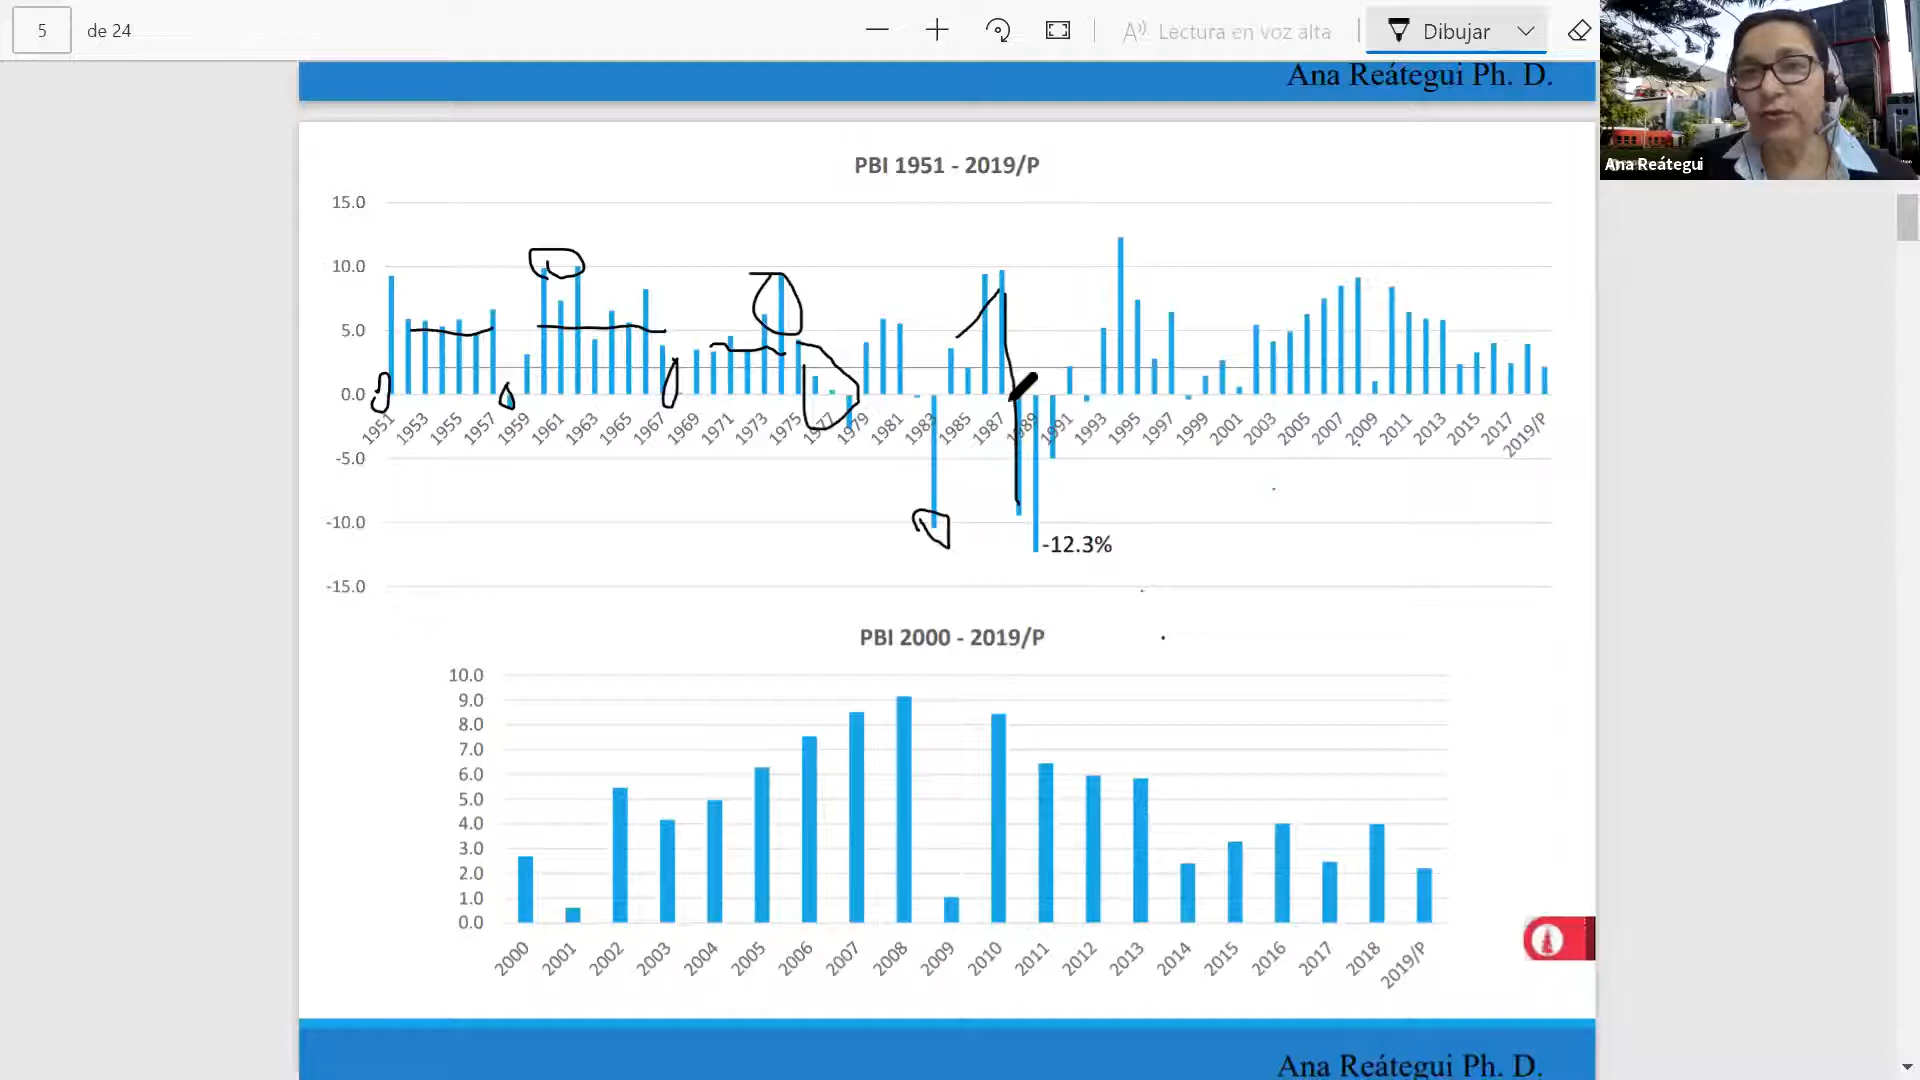 5 de 24 Lectura en voz alta Dibujar
Ana Reátegui Ph. D.
Ana Reátegui
PBI 1951 - 2019/P
15.0
10.0
5.0
0.0
-5.0
-10.0
-15.0
1951 1953 1955 1957 1959 1961 1963 1965 1967 1969 1971 1973 1975 1977 1979 1981 1983 1985 1987 1989 1991 1993 1995 1997 1999 2001 2003 2005 2007 2009 2011 2013 2015 2017 2019/P
-12.3%
PBI 2000 - 2019/P
10.0
9.0
8.0
7.0
6.0
5.0
4.0
3.0
2.0
1.0
0.0
2000 2001 2002 2003 2004 2005 2006 2007 2008 2009 2010 2011 2012 2013 2014 2015 2016 2017 2018 2019/P
Ana Reátegui Ph. D.